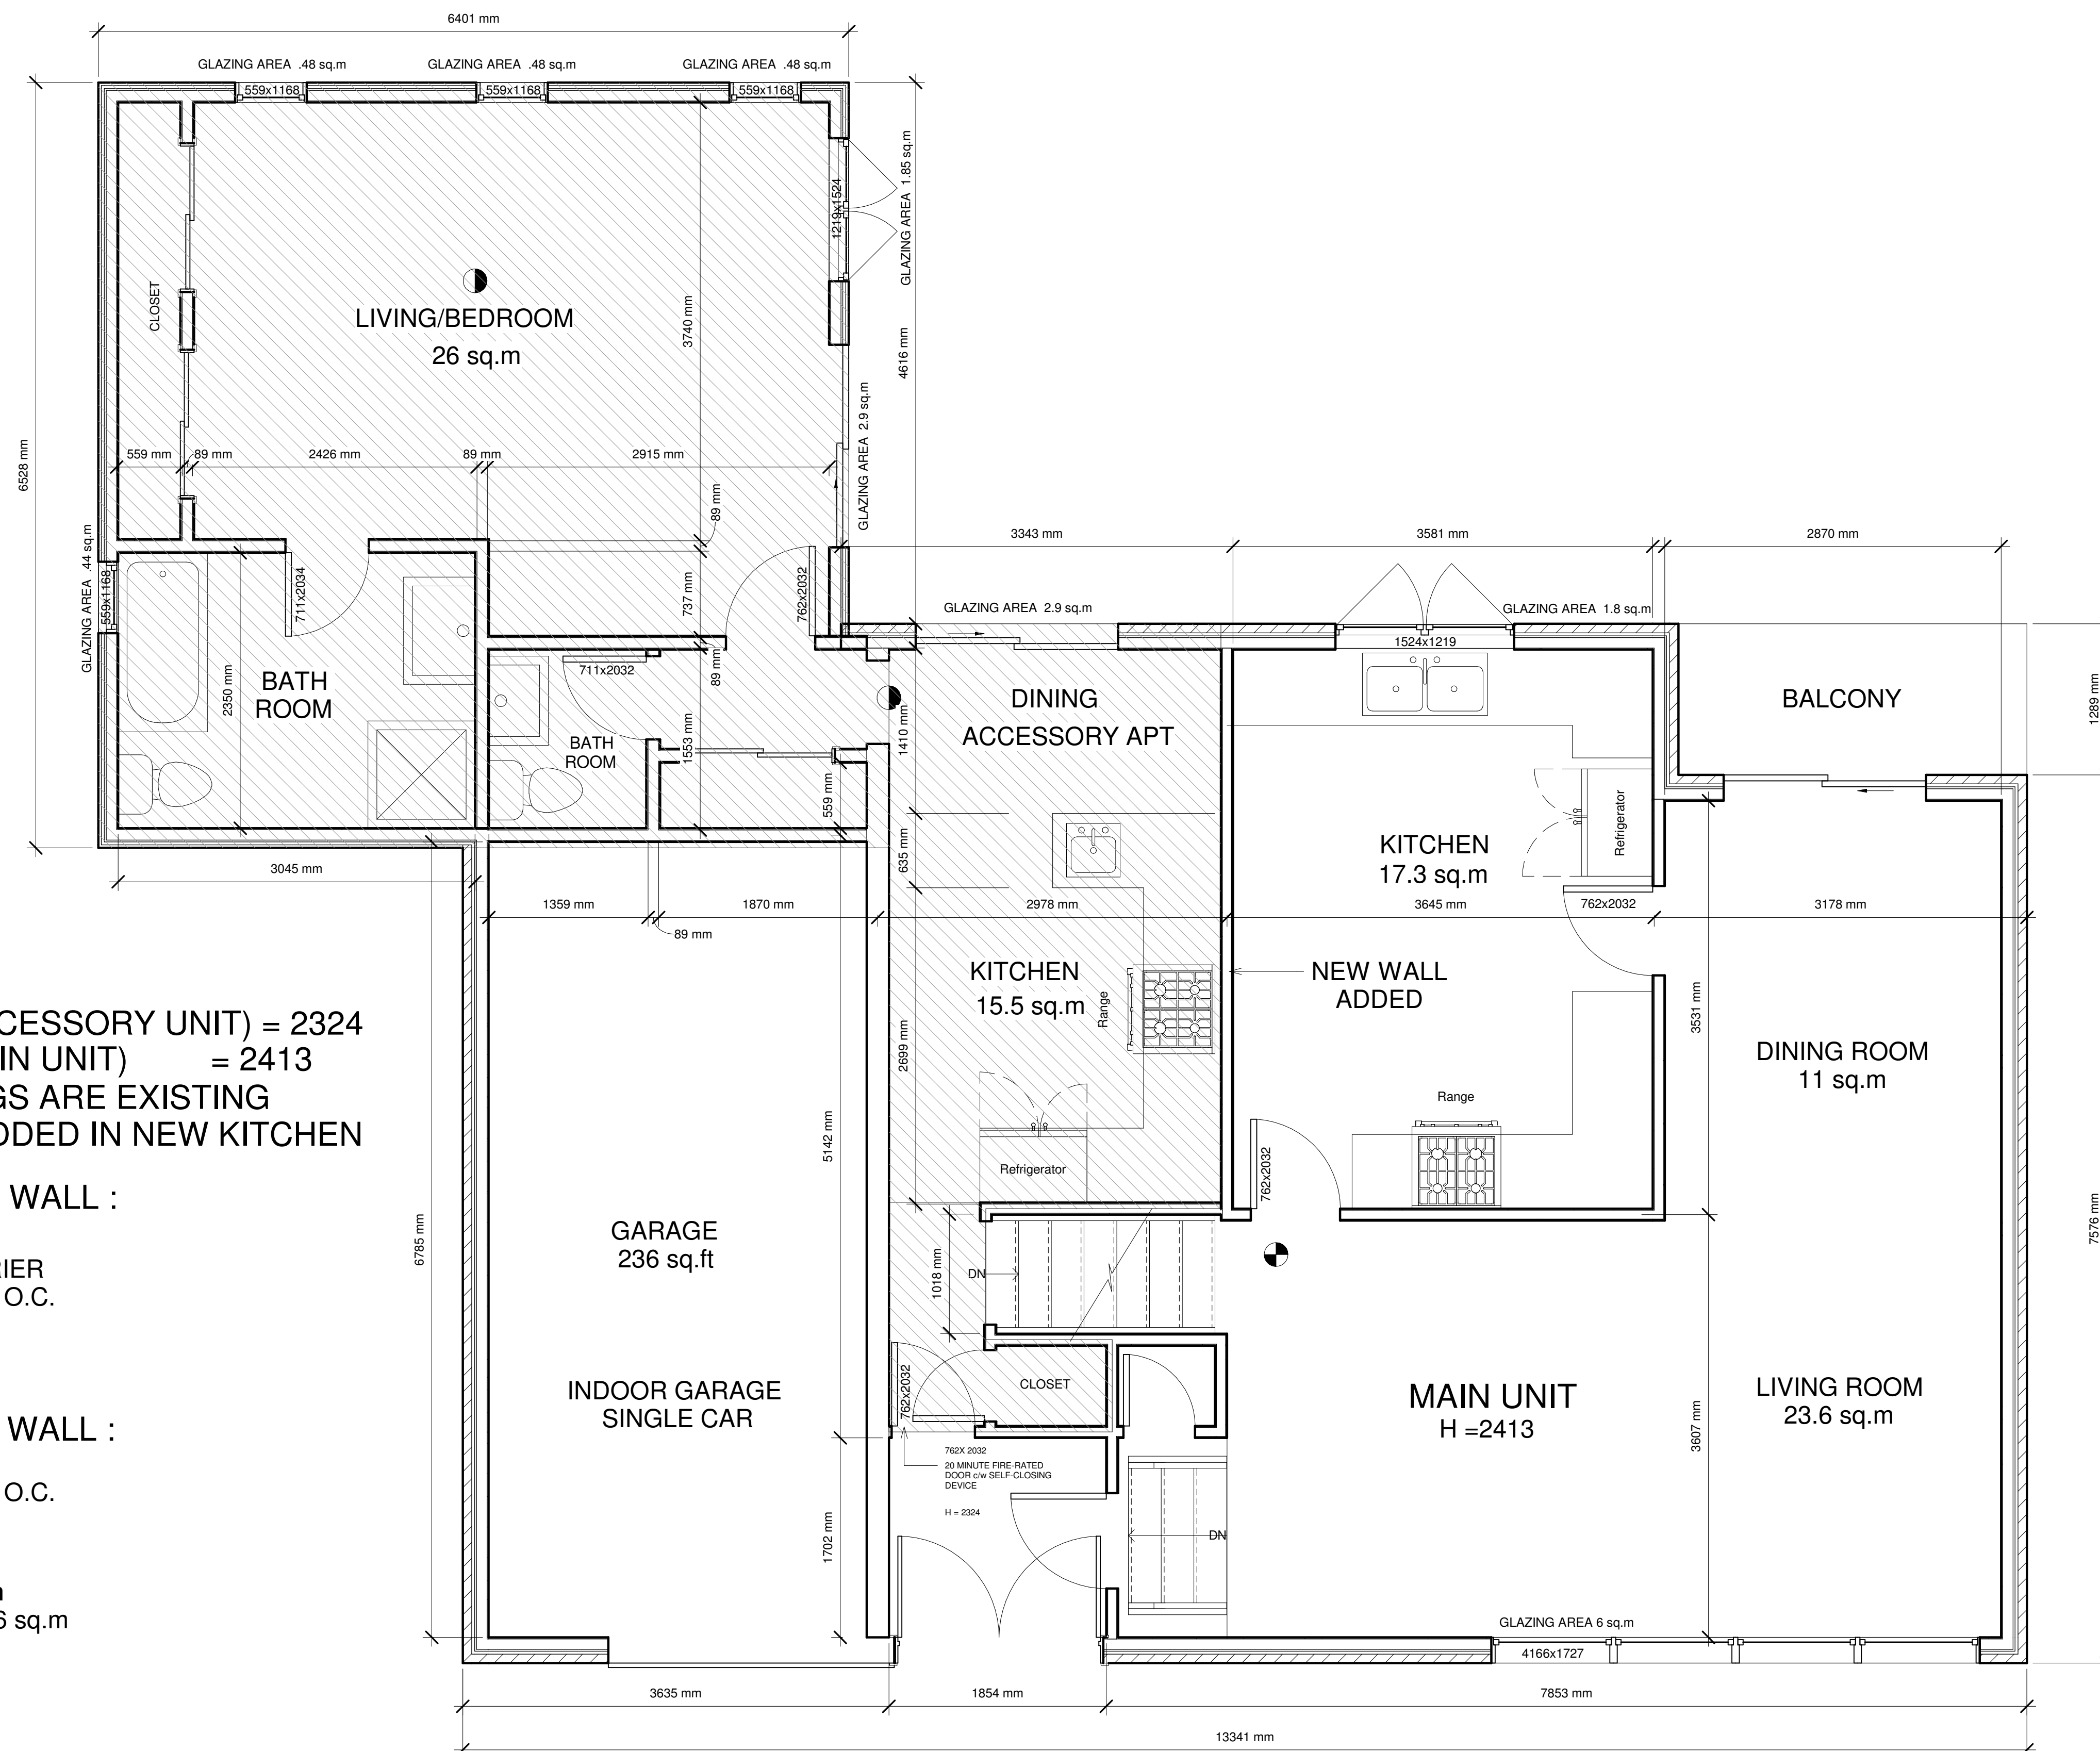 6401 mm
GLAZING AREA .48 sq.m
GLAZING AREA .48 sq.m
GLAZING AREA .48 sq.m
559x1168
559x1168
559x1168
GLAZING AREA 1.85 sq.m
1219x1524
CLOSET
LIVING/BEDROOM
26 sq.m
3740 mm
4616 mm
GLAZING AREA 2.9 sq.m
6528 mm
559 mm
89 mm
2426 mm
89 mm
2915 mm
89 mm
3343 mm
3581 mm
2870 mm
GLAZING AREA .44 sq.m
559x1168
711x2034
737 mm
762x2032
GLAZING AREA 2.9 sq.m
GLAZING AREA 1.8 sq.m
1524x1219
2350 mm
BATH
ROOM
711x2032
89 mm
BATH
ROOM
1553 mm
559 mm
1410 mm
DINING
ACCESSORY APT
BALCONY
1289 mm
635 mm
KITCHEN
17.3 sq.m
Refrigerator
3045 mm
1359 mm
89 mm
1870 mm
2978 mm
3645 mm
762x2032
3178 mm
KITCHEN
15.5 sq.m
Range
NEW WALL
ADDED
3531 mm
2699 mm
CCESSORY UNIT) = 2324
IN UNIT) = 2413
GS ARE EXISTING
DDED IN NEW KITCHEN
DINING ROOM
11 sq.m
Range
5142 mm
Refrigerator
762x2032
WALL :
6785 mm
7576 mm
GARAGE
236 sq.ft
RIER
O.C.
1018 mm
DN
INDOOR GARAGE
SINGLE CAR
762x2032
CLOSET
MAIN UNIT
H =2413
LIVING ROOM
23.6 sq.m
3607 mm
WALL :
O.C.
762X 2032
20 MINUTE FIRE-RATED
DOOR c/w SELF-CLOSING
DEVICE
H = 2324
1702 mm
DN
6 sq.m
GLAZING AREA 6 sq.m
4166x1727
3635 mm
1854 mm
7853 mm
13341 mm